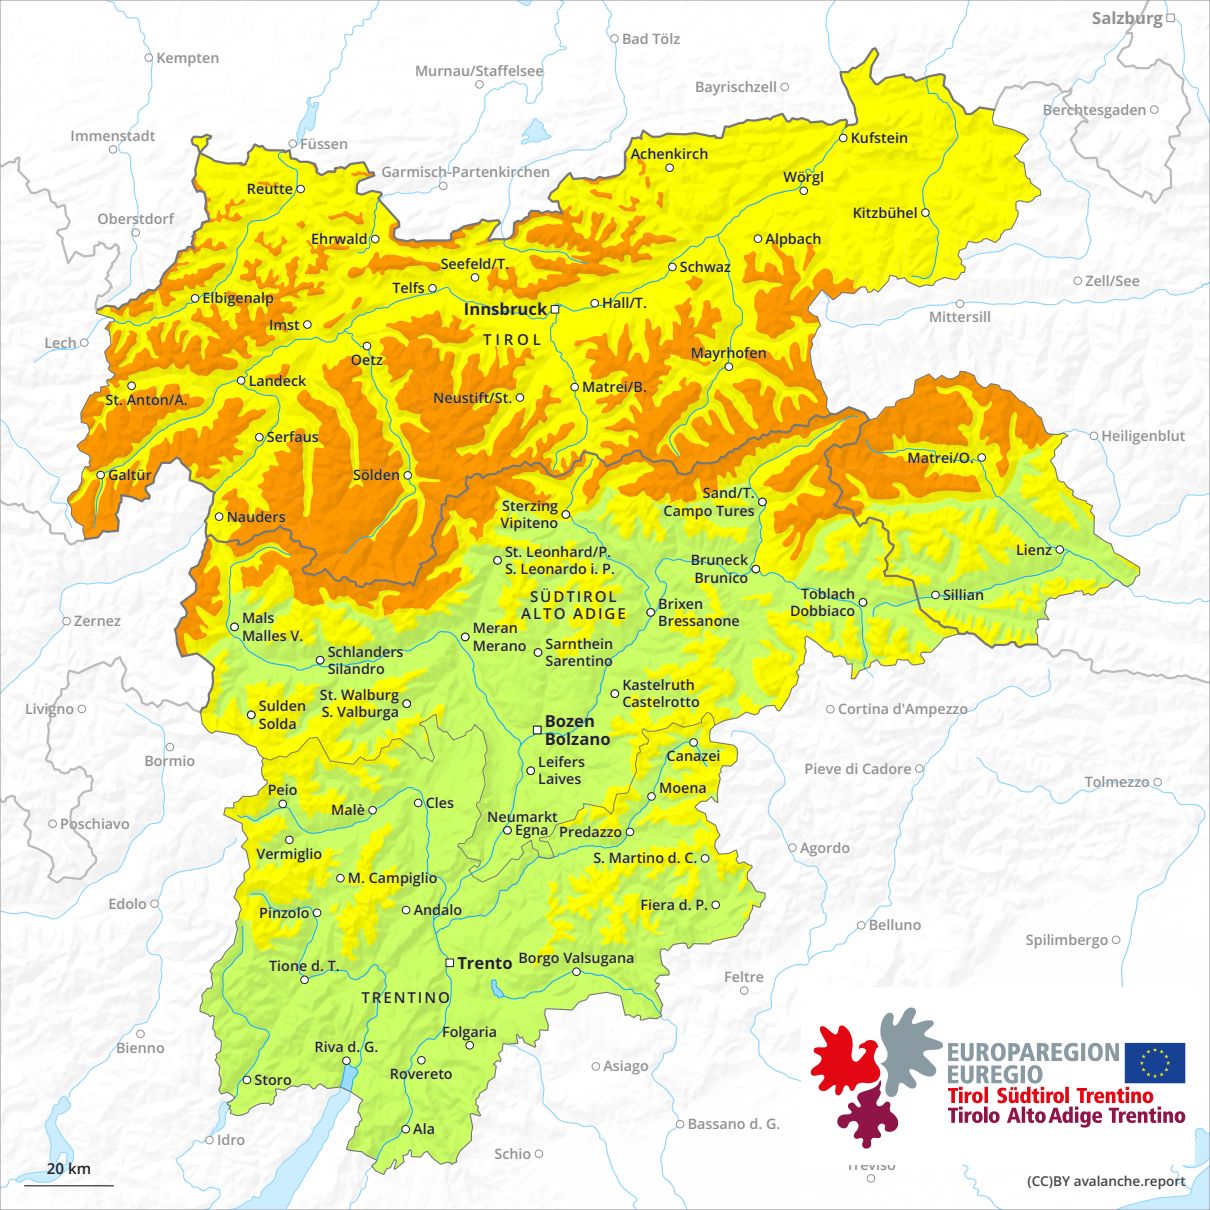 Salzburg
Bad Tölz
Kempten
Murnau/Staffelsee
Bayrischzell
Berchtesgaden
Immenstadt
Füssen
Kufstein
Achenkirch
Garmisch-Partenkirchen
Wörgl
Reutte
Oberstdorf
Kitzbühel
Ehrwald
Alpbach
Seefeld/T.
Schwaz
Zell/See
Telfs
Elbigenalp
Innsbruck
Hall/T.
Mittersill
Imst
TIROL
Lech
Oetz
Mayrhofen
Landeck
Matrei/B.
St. Anton/A.
Neustift/St.
Serfaus
Heiligenblut
Matrei/O.
Galtür
Sölden
Sand/T.
Campo Tures
Sterzing
Vipiteno
Nauders
St. Leonhard/P.
S. Leonardo i. P.
Lienz
Bruneck
Brunico
SÜDTIROL
ALTO ADIGE
Toblach
Dobbiaco
Sillian
Brixen
Bressanone
Zernez
Mals
Malles V.
Meran
Merano
Sarnthein
Sarentino
Schlanders
Silandro
Kastelruth
Castelrotto
St. Walburg
S. Valburga
Livigno
Sulden
Solda
Cortina d'Ampezzo
Bozen
Bolzano
Bormio
Canazei
Leifers
Laives
Pieve di Cadore
Tolmezzo
Peio
Moena
Malè
Cles
Neumarkt
Egna
Predazzo
Poschiavo
Vermiglio
Agordo
S. Martino d. C.
M. Campiglio
Edolo
Pinzolo
Andalo
Fiera d. P.
Belluno
Spilimbergo
Trento
Borgo Valsugana
Tione d. T.
Feltre
TRENTINO
Bienno
Folgaria
Riva d. G.
EUROPAREGION
EUREGIO
Tirol Südtirol Trentino
Tirolo Alto Adige Trentino
Asiago
Storo
Rovereto
Ala
Bassano d. G.
Idro
Schio
Treviso
20 km
(CC)BY avalanche.report